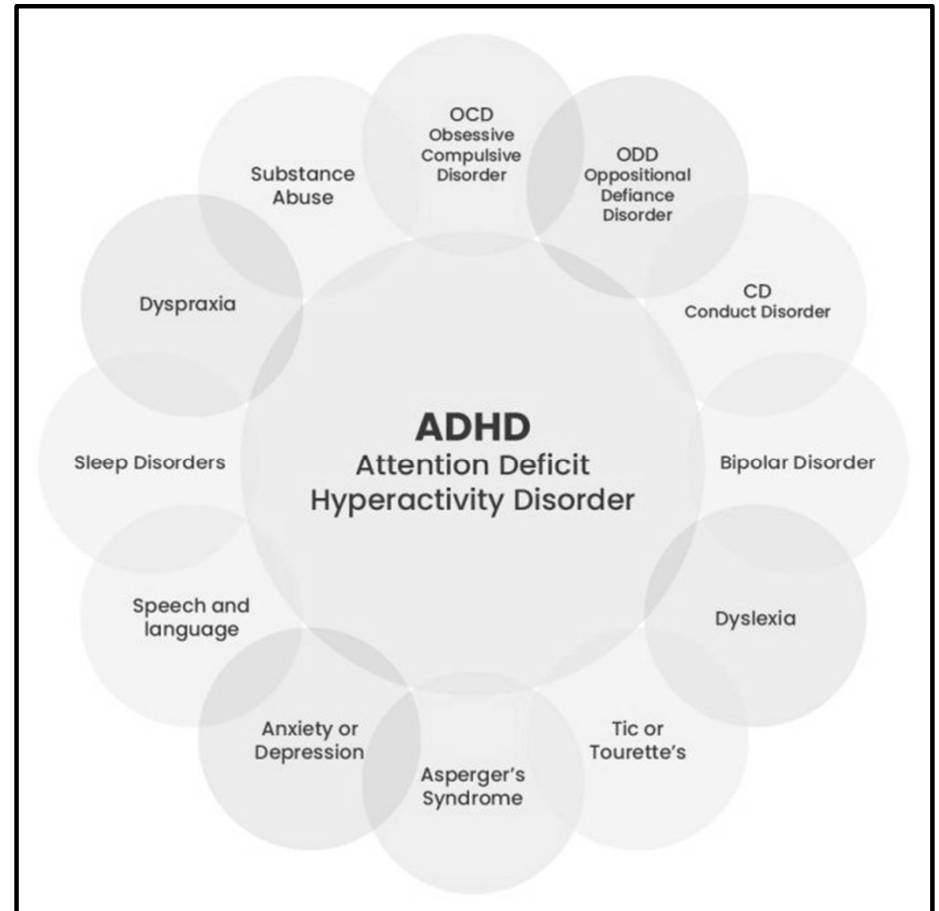 OCD
Obsessive
Compulsive
Disorder
ODD
Oppositional
Defiance
Disorder
CD
Conduct Disorder
Bipolar Disorder
Dyslexia
Tic or
Tourette's
Asperger's
Syndrome
Anxiety or
Depression
Speech and
language
Sleep Disorders
Dyspraxia
Substance
Abuse
ADHD
Attention Deficit
Hyperactivity Disorder